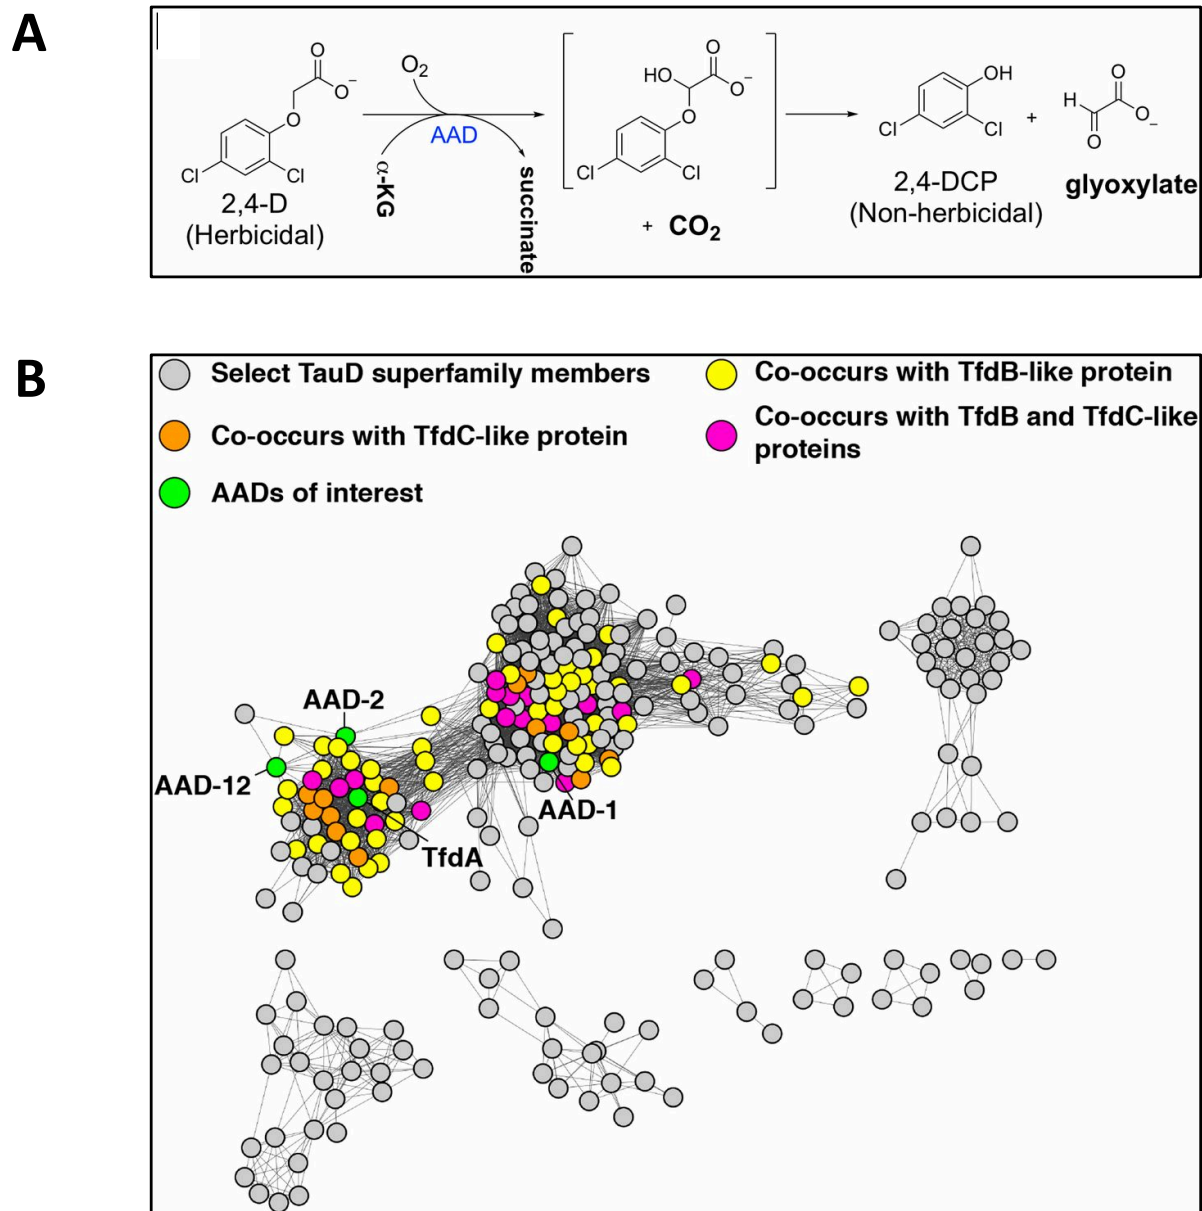 A
O
O⁻
O
Cl
Cl
2,4-D
(Herbicidal)
O₂
AAD
α-KG
succinate
HO
O
O⁻
O
Cl
Cl
+ CO₂
OH
Cl
Cl
2,4-DCP
(Non-herbicidal)
+
H
O
O⁻
O
glyoxylate
B
Select TauD superfamily members
Co-occurs with TfdB-like protein
Co-occurs with TfdC-like protein
Co-occurs with TfdB and TfdC-like
proteins
AADs of interest
AAD-2
AAD-12
AAD-1
TfdA